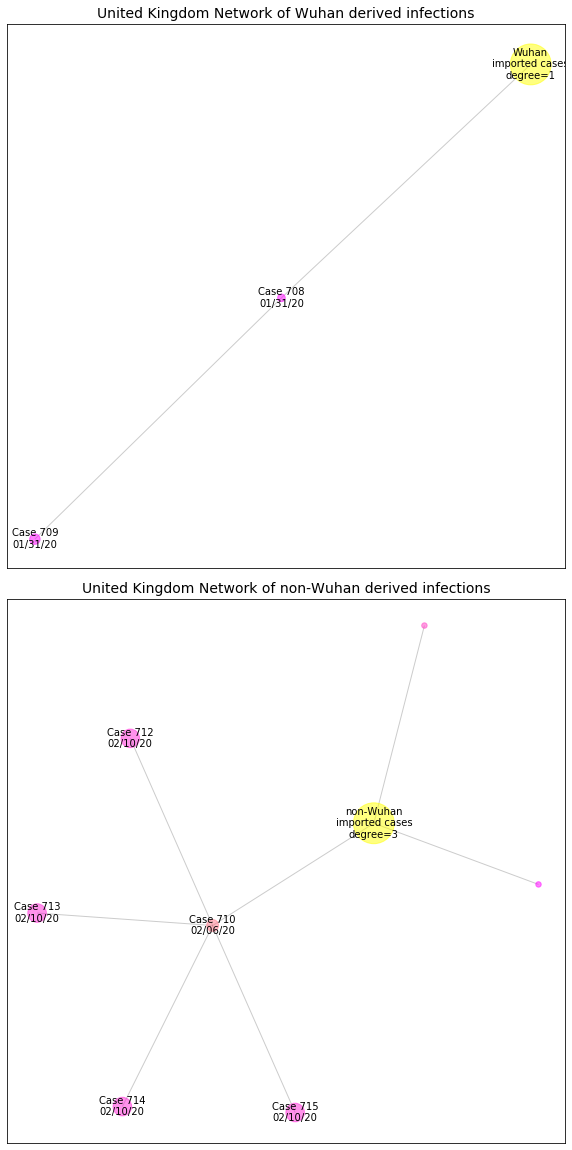 United Kingdom Network of Wuhan derived infections
Wuhan
imported cases
degree=1
Case 708
01/31/20
Case 709
01/31/20
United Kingdom Network of non-Wuhan derived infections
Case 712
02/10/20
non-Wuhan
imported cases
degree=3
Case 713
02/10/20
Case 710
02/06/20
Case 714
02/10/20
Case 715
02/10/20